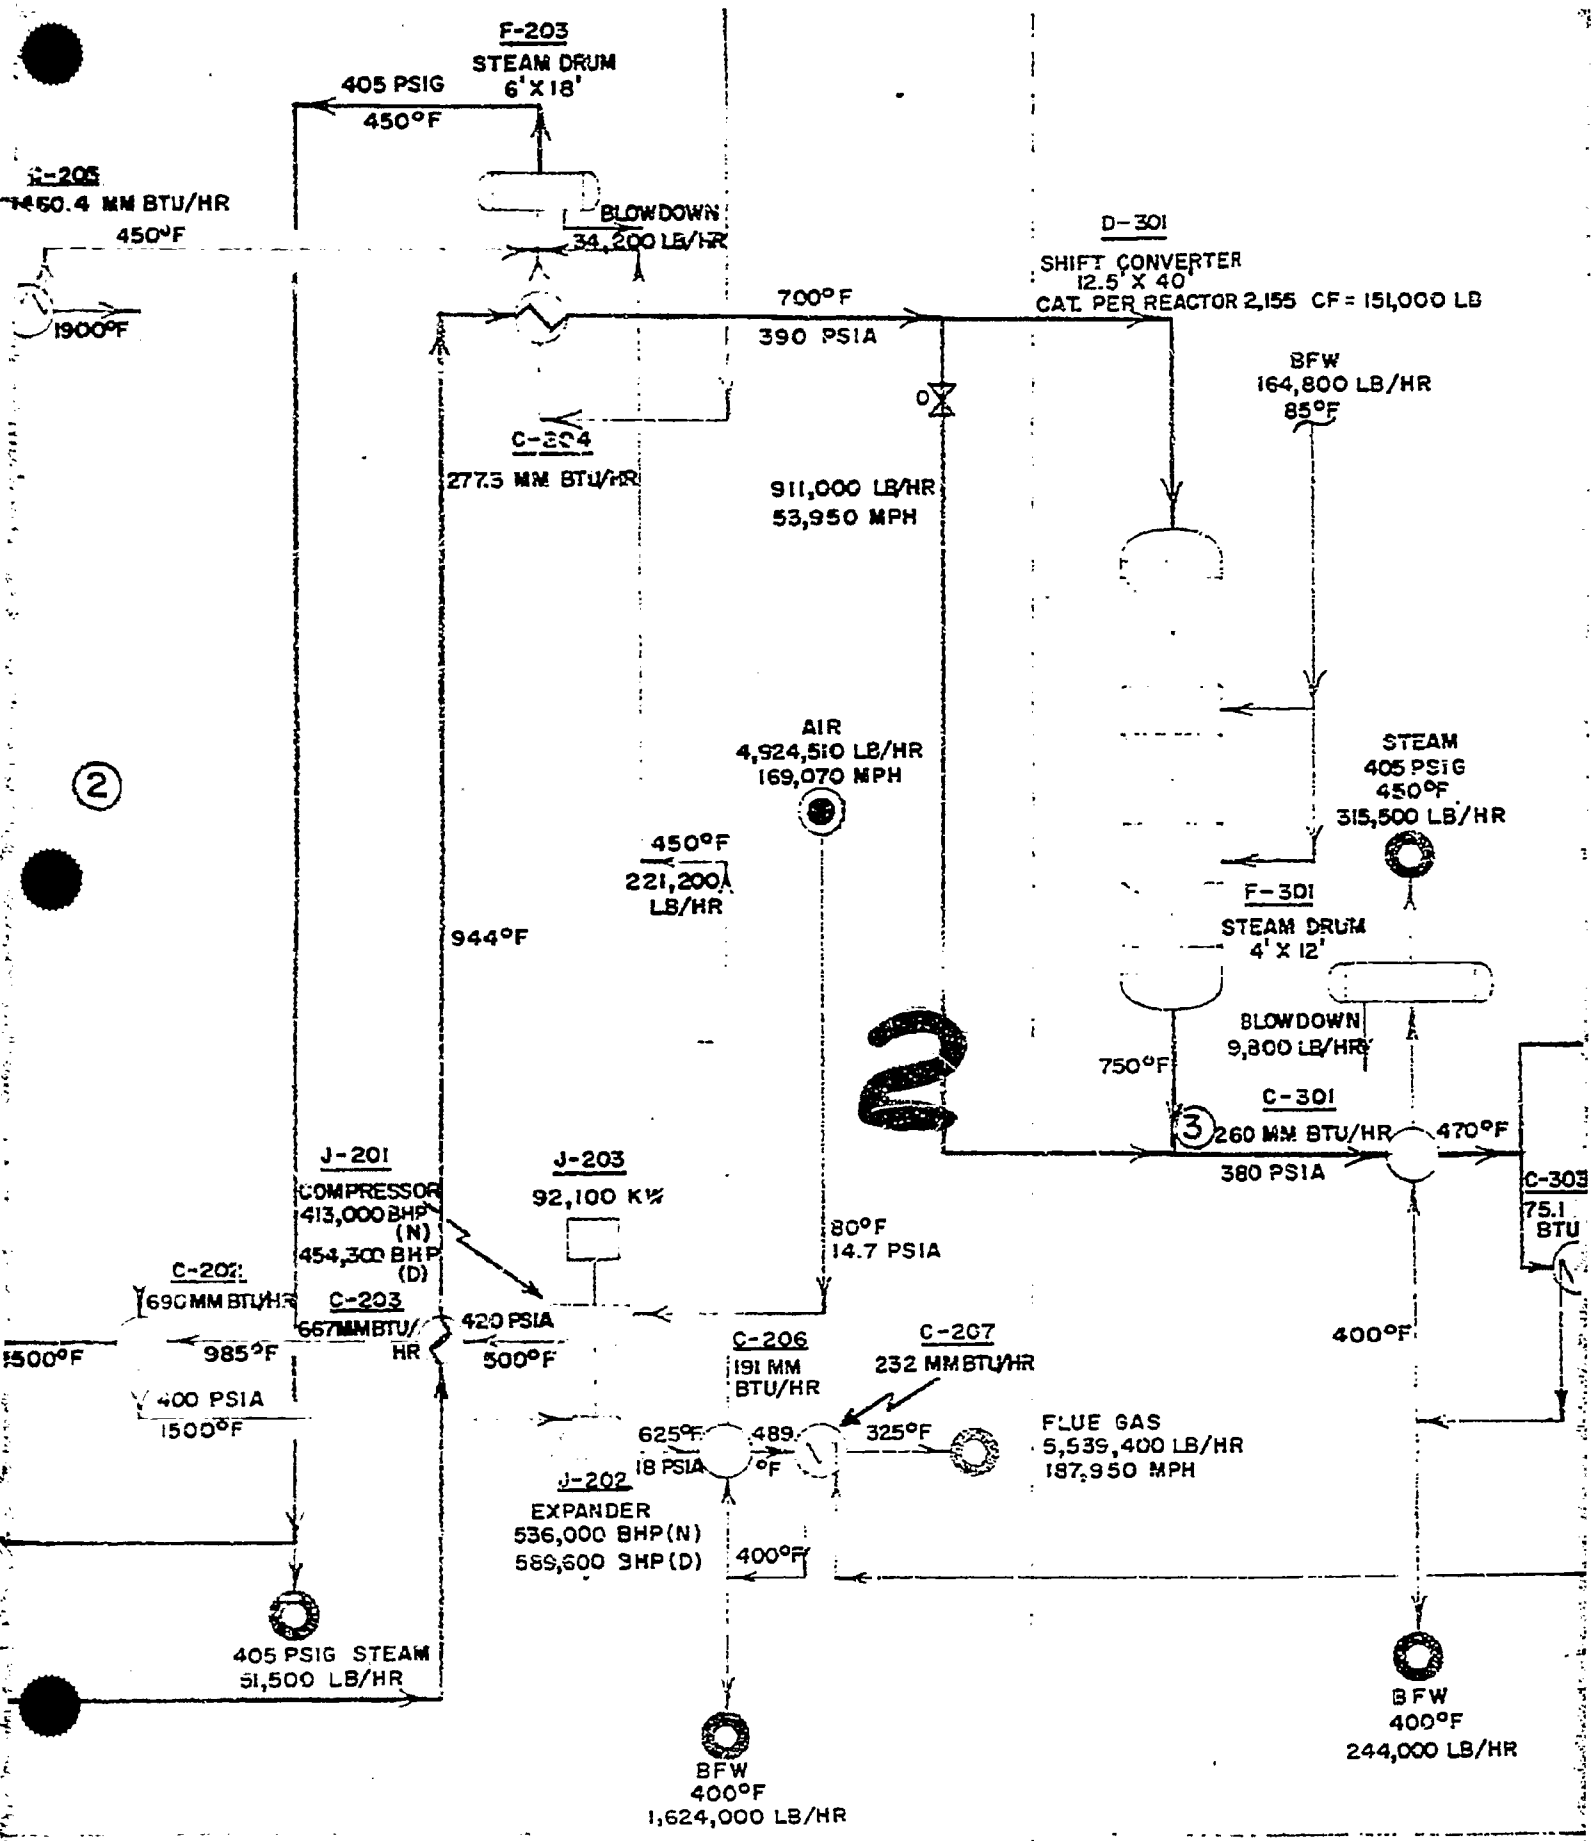 F-203
STEAM DRUM
6' X 18'
405 PSIG
450°F
C-205
450°F
1900°F
BLOWDOWN
34,200 LB/HR
D-301
SHIFT CONVERTER
12.5' X 40'
CAT. PER REACTOR 2,155 CF = 151,000 LB
700°F
390 PSIA
BFW
164,800 LB/HR
85°F
O
C-204
277.3 MM BTU/HR
911,000 LB/HR
53,950 MPH
AIR
4,924,510 LB/HR
169,070 MPH
STEAM
405 PSIG
450°F
315,500 LB/HR
2
450°F
221,200
LB/HR
F-301
STEAM DRUM
4' X 12'
944°F
2
BLOWDOWN
9,800 LB/HR
750°F
C-301
3
260 MM BTU/HR
470°F
380 PSIA
J-201
COMPRESSOR
413,000 BHP
(N)
454,300 BHP
(D)
J-203
92,100 KW
C-303
75.1
BTU
80°F
14.7 PSIA
C-202
690 MM BTU/HR
C-203
667 MM BTU/
HR
420 PSIA
500°F
985°F
400°F
C-206
191 MM
BTU/HR
C-207
232 MM BTU/HR
400 PSIA
1500°F
625°F
18 PSIA
489
°F
325°F
FLUE GAS
5,539,400 LB/HR
187,950 MPH
J-202
EXPANDER
536,000 BHP (N)
589,600 BHP (D)
400°F
405 PSIG STEAM
51,500 LB/HR
BFW
400°F
244,000 LB/HR
BFW
400°F
1,624,000 LB/HR